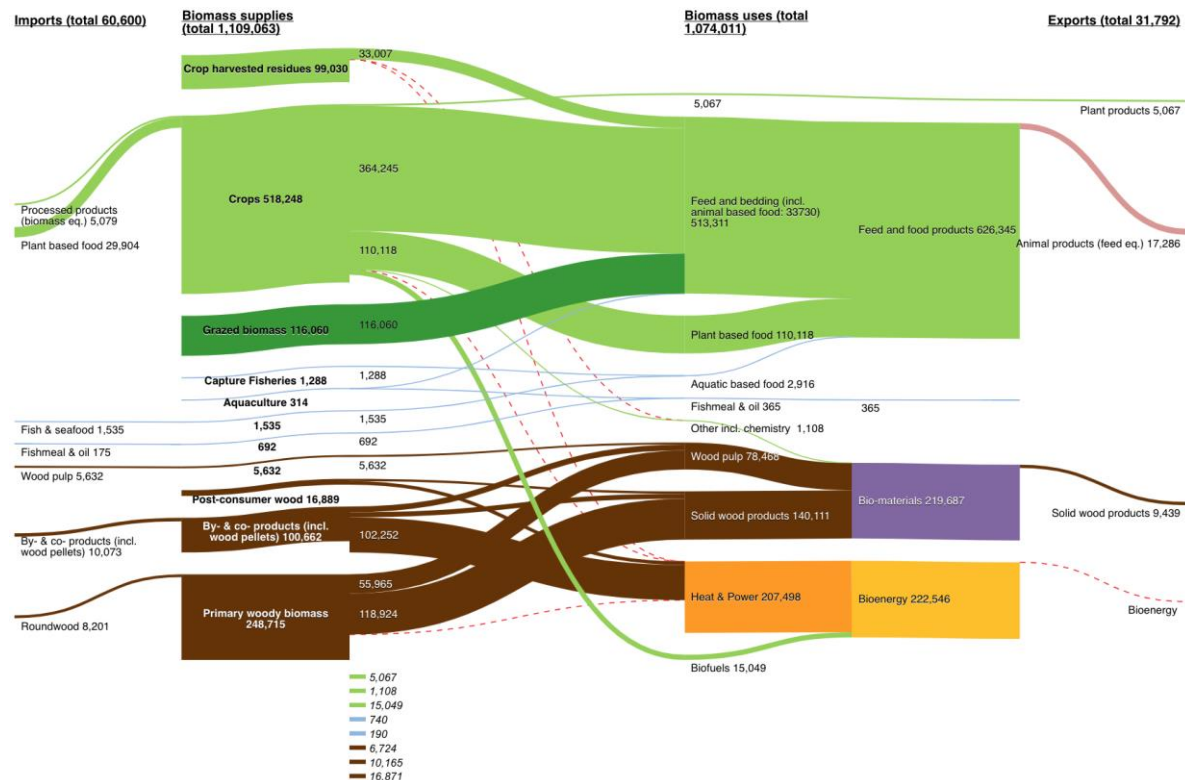 Imports (total 60,600)
Biomass supplies
(total 1,109,063)
Biomass uses (total
1,074,011)
Exports (total 31,792)
33,007
Crop harvested residues 99,030
5,067
Plant products 5,067
364,245
Crops 518,248
Feed and bedding (incl.
animal based food: 33730)
513,311
Feed and food products 626,345
Processed products
(biomass eq.) 5,079
Plant based food 29,904
110,118
Animal products (feed eq.) 17,286
Grazed biomass 116,060
116,060
Plant based food 110,118
Capture Fisheries 1,288
1,288
Aquatic based food 2,916
Aquaculture 314
Fishmeal & oil 365
365
Fish & seafood 1,535
1,535
1,535
Other incl. chemistry 1,108
Fishmeal & oil 175
692
692
Wood pulp 5,632
5,632
5,632
Wood pulp 78,468
Post-consumer wood 16,889
Bio-materials 219,687
Solid wood products 9,439
Solid wood products 140,111
By- & co- products (incl.
wood pellets) 10,073
By- & co- products (incl.
wood pellets) 100,662
102,252
55,965
Heat & Power 207,498
Bioenergy 222,546
Bioenergy
Primary woody biomass
248,715
118,924
Roundwood 8,201
Biofuels 15,049
5,067
1,108
15,049
740
190
6,724
10,165
16,871